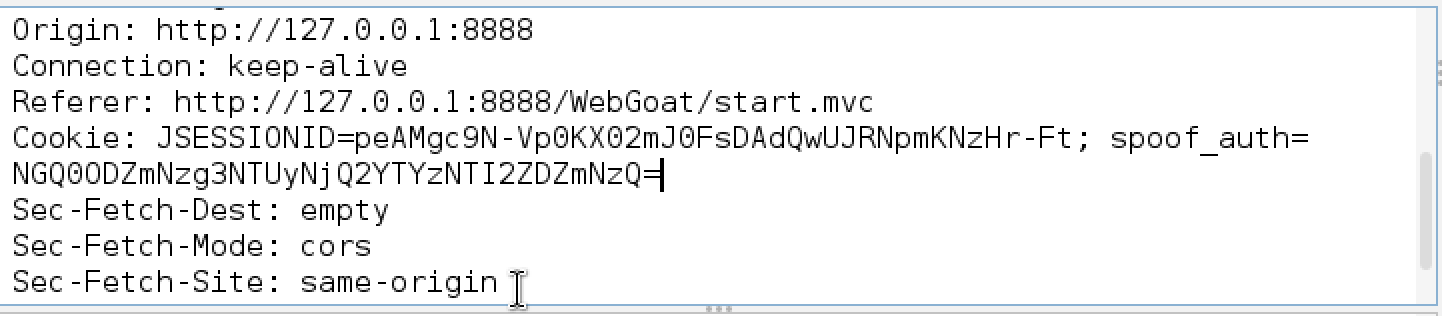 Origin: http://127.0.0.1:8888
Connection: keep-alive
Referer: http://127.0.0.1:8888/WebGoat/start.mvc
Cookie: JSESSIONID=peAMgc9N-Vp0KX02mJ0FsDAdQwUJRNpmKNzHr-Ft; spoof_auth=
NGQ0ODZmNzg3NTUyNjQ2YTYzNTI2ZDZmNzQ=
Sec-Fetch-Dest: empty
Sec-Fetch-Mode: cors
Sec-Fetch-Site: same-origin